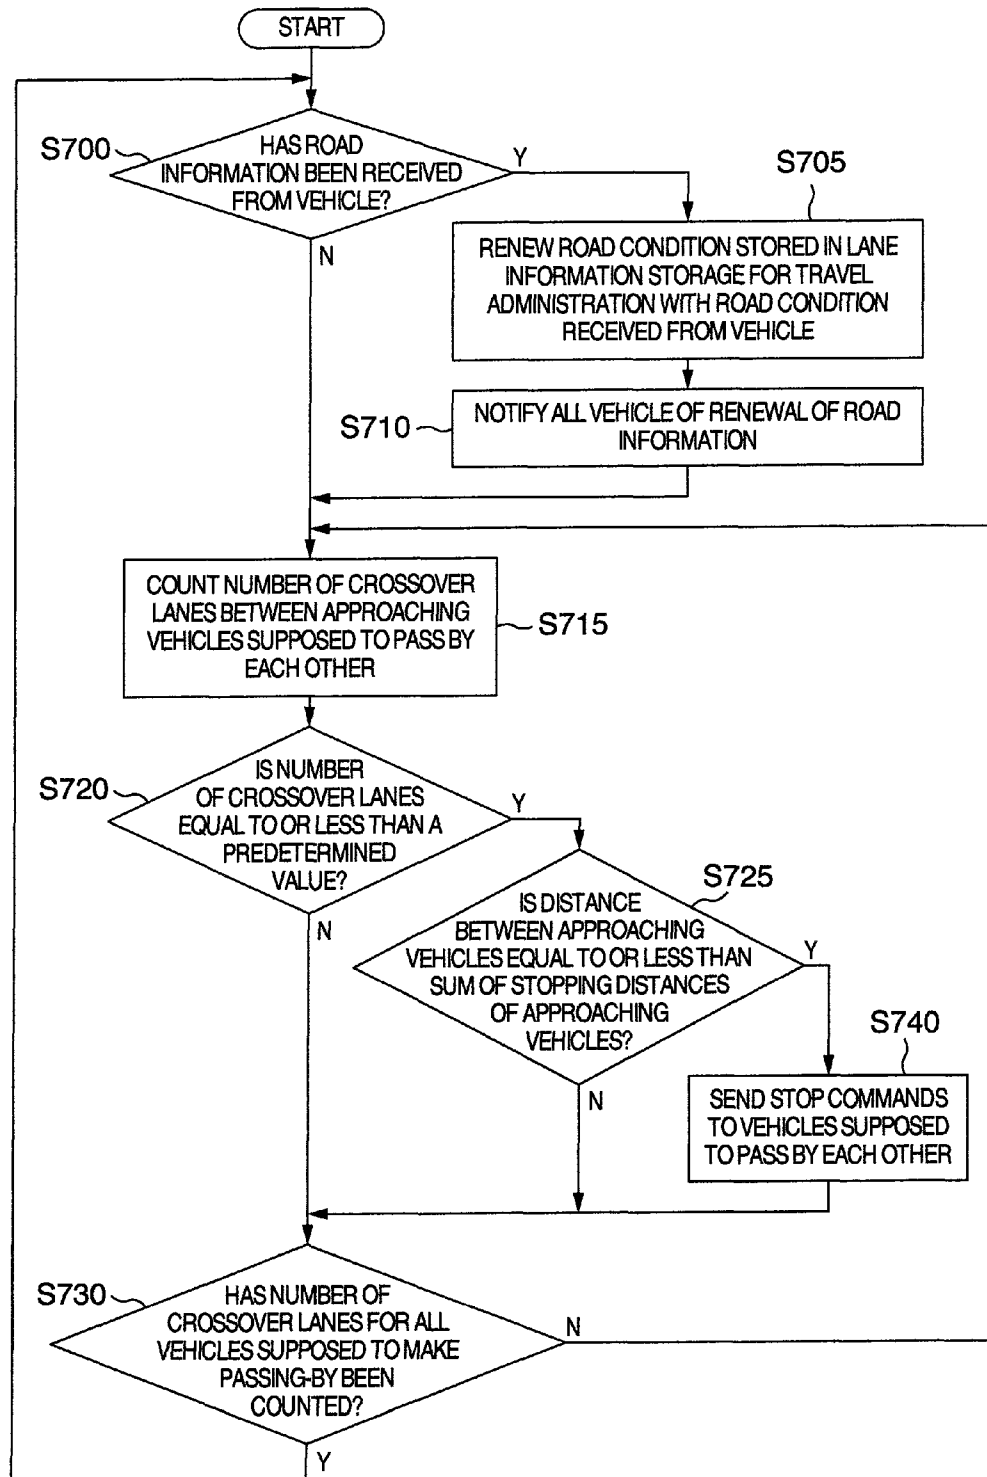 START
S700
HAS ROAD
INFORMATION BEEN RECEIVED
FROM VEHICLE?
Y
N
S705
RENEW ROAD CONDITION STORED IN LANE
INFORMATION STORAGE FOR TRAVEL
ADMINISTRATION WITH ROAD CONDITION
RECEIVED FROM VEHICLE
S710
NOTIFY ALL VEHICLE OF RENEWAL OF ROAD
INFORMATION
COUNT NUMBER OF CROSSOVER
LANES BETWEEN APPROACHING
VEHICLES SUPPOSED TO PASS BY
EACH OTHER
S715
S720
IS NUMBER
OF CROSSOVER LANES
EQUAL TO OR LESS THAN A
PREDETERMINED
VALUE?
Y
N
S725
IS DISTANCE
BETWEEN APPROACHING
VEHICLES EQUAL TO OR LESS THAN
SUM OF STOPPING DISTANCES
OF APPROACHING
VEHICLES?
Y
N
S740
SEND STOP COMMANDS
TO VEHICLES SUPPOSED
TO PASS BY EACH OTHER
S730
HAS NUMBER OF
CROSSOVER LANES FOR ALL
VEHICLES SUPPOSED TO MAKE
PASSING-BY BEEN
COUNTED?
N
Y